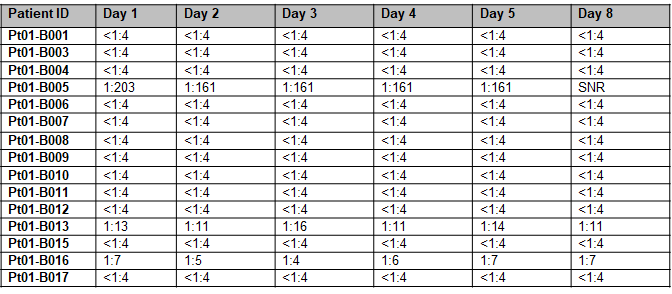 Patient ID Day 1 Day 2 Day 3 Day 4 Day 5 Day 8
Pt01-B001 <1:4 <1:4 <1:4 <1:4 <1:4 <1:4
Pt01-B003 <1:4 <1:4 <1:4 <1:4 <1:4 <1:4
Pt01-B004 <1:4 <1:4 <1:4 <1:4 <1:4 <1:4
Pt01-B005 1:203 1:161 1:161 1:161 1:161 SNR
Pt01-B006 <1:4 <1:4 <1:4 <1:4 <1:4 <1:4
Pt01-B007 <1:4 <1:4 <1:4 <1:4 <1:4 <1:4
Pt01-B008 <1:4 <1:4 <1:4 <1:4 <1:4 <1:4
Pt01-B009 <1:4 <1:4 <1:4 <1:4 <1:4 <1:4
Pt01-B010 <1:4 <1:4 <1:4 <1:4 <1:4 <1:4
Pt01-B011 <1:4 <1:4 <1:4 <1:4 <1:4 <1:4
Pt01-B012 <1:4 <1:4 <1:4 <1:4 <1:4 <1:4
Pt01-B013 1:13 1:11 1:16 1:11 1:14 1:11
Pt01-B015 <1:4 <1:4 <1:4 <1:4 <1:4 <1:4
Pt01-B016 1:7 1:5 1:4 1:6 1:7 1:7
Pt01-B017 <1:4 <1:4 <1:4 <1:4 <1:4 <1:4